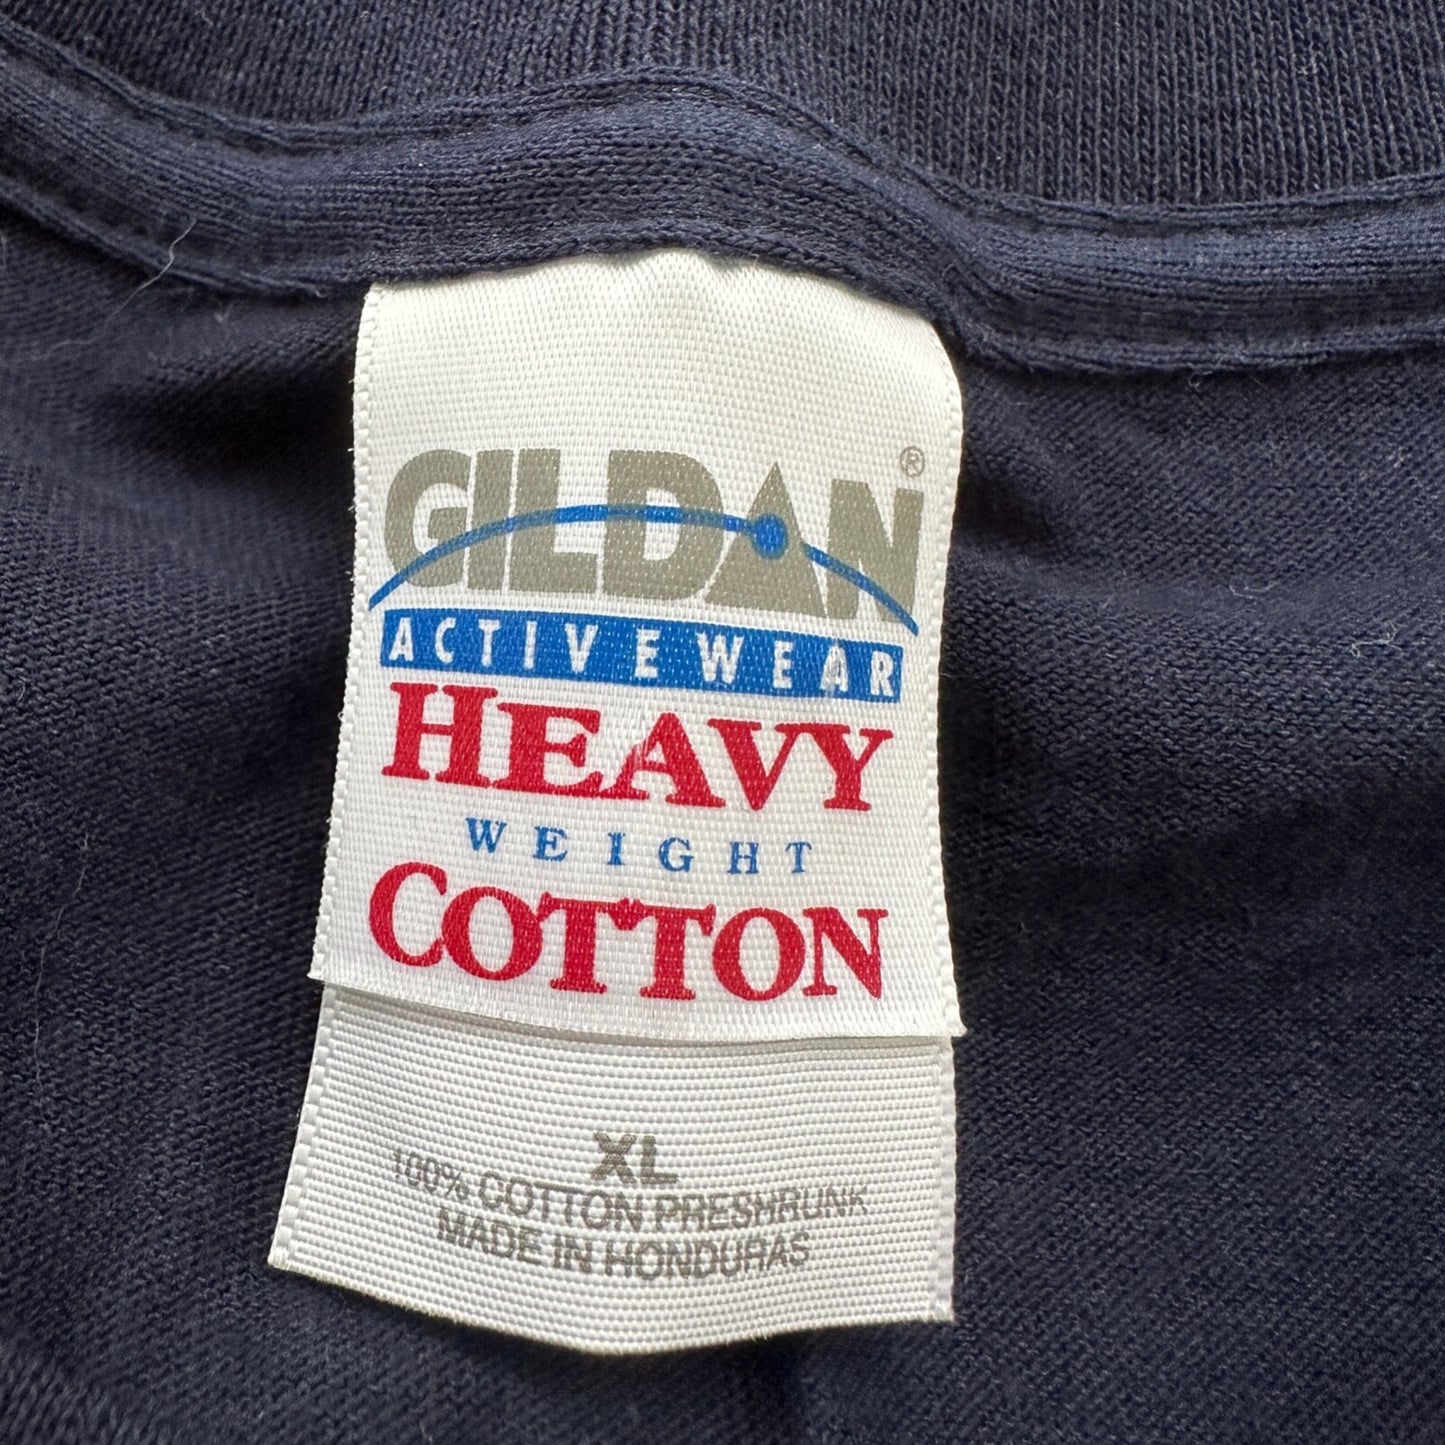 GILDAN®
ACTIVEWEAR
HEAVY
WEIGHT
COTTON
XL
100% COTTON PRESHRUNK
MADE IN HONDURAS